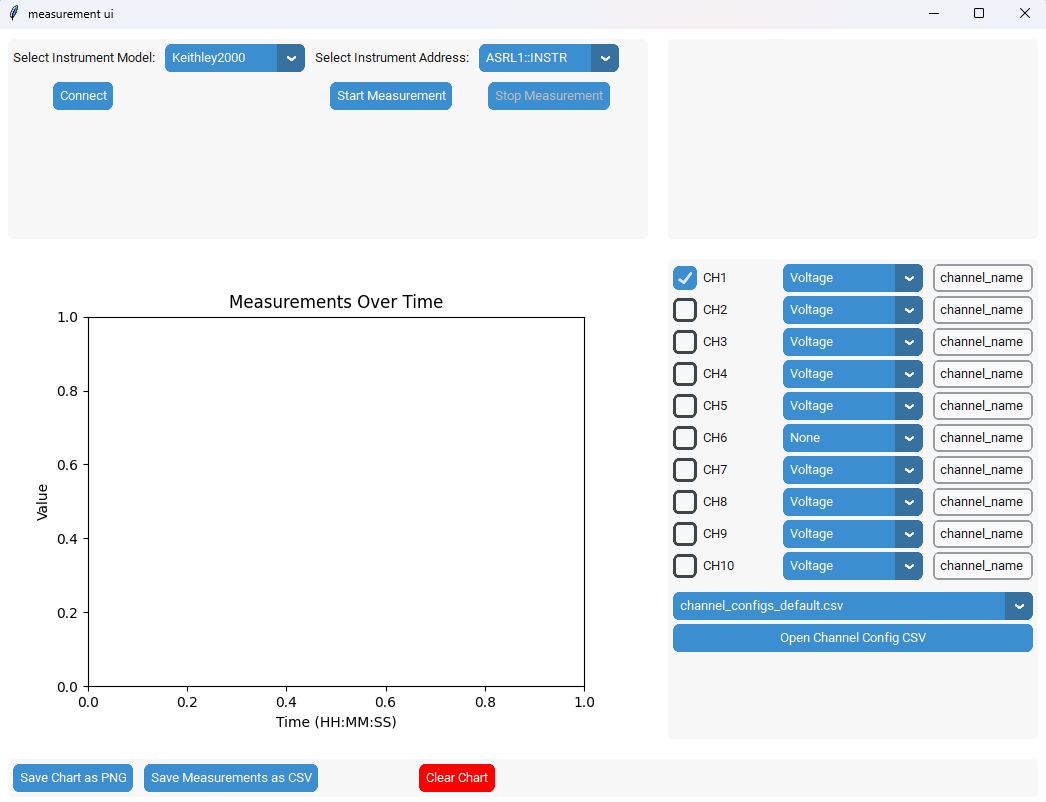 measurement ui
Select Instrument Model: Keithley2000 Select Instrument Address: ASRL1::INSTR
Connect Start Measurement Stop Measurement
Measurements Over Time
1.0
0.8
0.6
0.4
0.2
0.0
Value
0.0 0.2 0.4 0.6 0.8 1.0
Time (HH:MM:SS)
CH1 Voltage channel_name
CH2 Voltage channel_name
CH3 Voltage channel_name
CH4 Voltage channel_name
CH5 Voltage channel_name
CH6 None channel_name
CH7 Voltage channel_name
CH8 Voltage channel_name
CH9 Voltage channel_name
CH10 Voltage channel_name
channel_configs_default.csv
Open Channel Config CSV
Save Chart as PNG Save Measurements as CSV Clear Chart